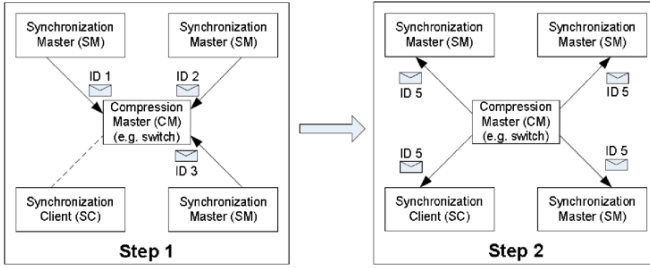 Synchronization
Master (SM)
Synchronization
Master (SM)
ID 1
ID 2
Compression
Master (CM)
(e.g. switch)
ID 3
Synchronization
Client (SC)
Synchronization
Master (SM)
Step 1
Synchronization
Master (SM)
Synchronization
Master (SM)
ID 5
ID 5
Compression
Master (CM)
(e.g. switch)
ID 5
ID 5
Synchronization
Client (SC)
Synchronization
Master (SM)
Step 2